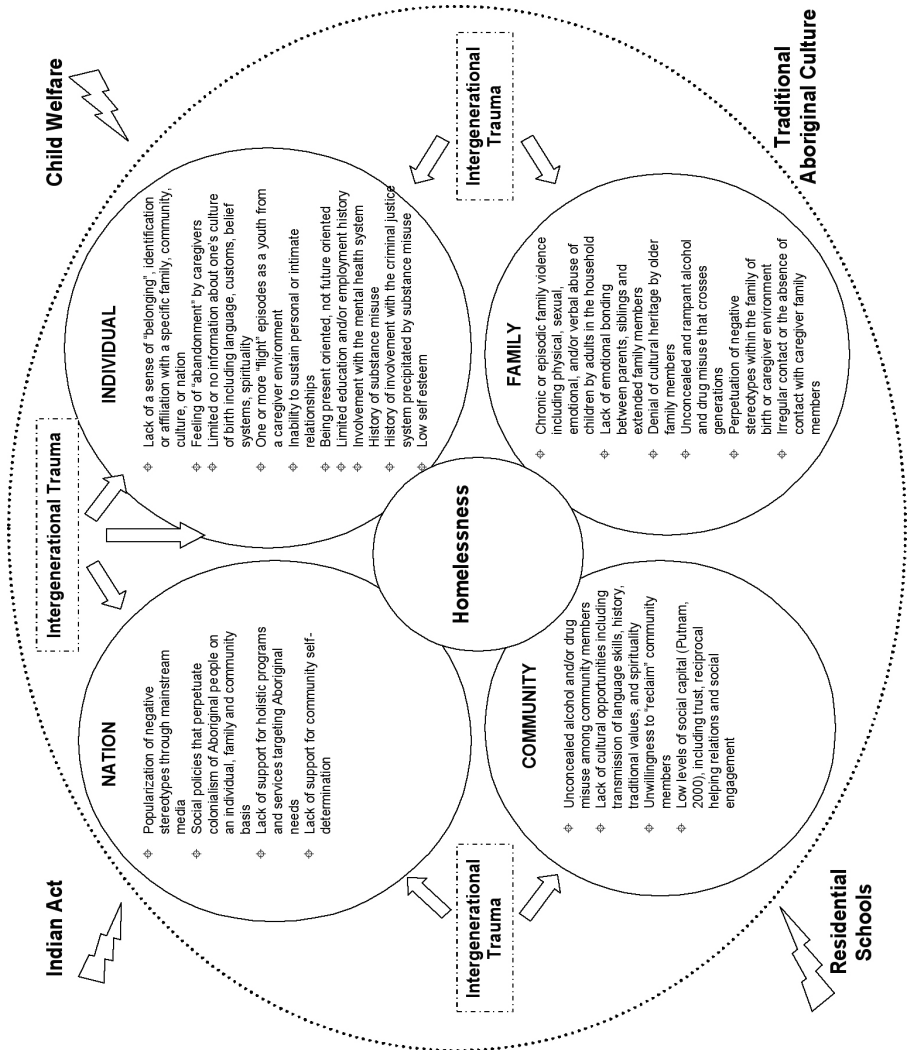 Indian Act
Child Welfare
Intergenerational Trauma
NATION
Popularization of negative
stereotypes through mainstream
media
Social policies that perpetuate
colonialism of Aboriginal people on
an individual, family and community
basis
Lack of support for holistic programs
and services targeting Aboriginal
needs
Lack of support for community self-
determination
INDIVIDUAL
Lack of a sense of "belonging", identification
or affiliation with a specific family, community,
culture, or nation
Feeling of "abandonment" by caregivers
Limited or no information about one's culture
of birth including language, customs, belief
systems, spirituality
One or more "flight" episodes as a youth from
a caregiver environment
Inability to sustain personal or intimate
relationships
Being present oriented, not future oriented
Limited education and/or employment history
Involvement with the mental health system
History of substance misuse
History of involvement with the criminal justice
system precipitated by substance misuse
Low self esteem
Intergenerational
Trauma
Homelessness
Intergenerational
Trauma
COMMUNITY
Unconcealed alcohol and/or drug
misuse among community members
Lack of cultural opportunities including
transmission of language skills, history,
traditional values, and spirituality
Unwillingness to "reclaim" community
members
Low levels of social capital (Putnam,
2000), including trust, reciprocal
helping relations and social
engagement
FAMILY
Chronic or episodic family violence
including physical, sexual,
emotional, and/or verbal abuse of
children by adults in the household
Lack of emotional bonding
between parents, siblings and
extended family members
Denial of cultural heritage by older
family members
Unconcealed and rampant alcohol
and drug misuse that crosses
generations
Perpetuation of negative
stereotypes within the family of
birth or caregiver environment
Irregular contact or the absence of
contact with caregiver family
members
Residential
Schools
Traditional
Aboriginal Culture